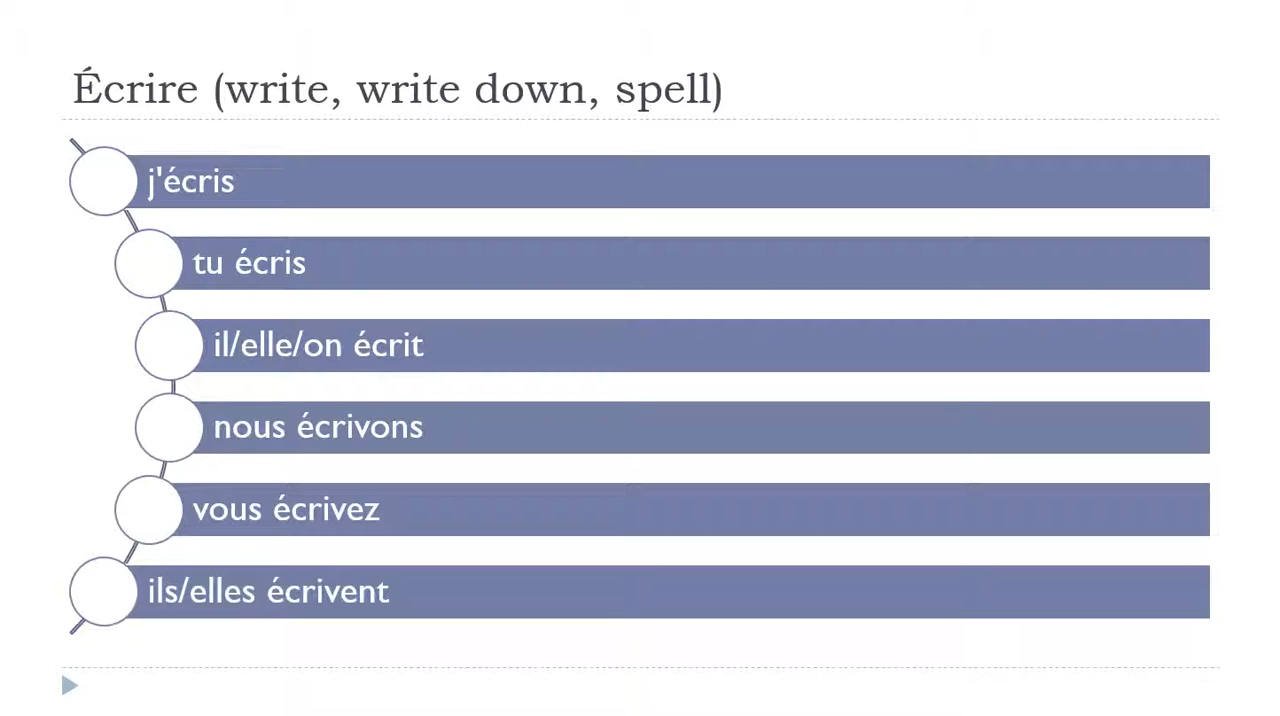 Écrire (write, write down, spell)
j'écris
tu écris
il/elle/on écrit
nous écrivons
vous écrivez
ils/elles écrivent